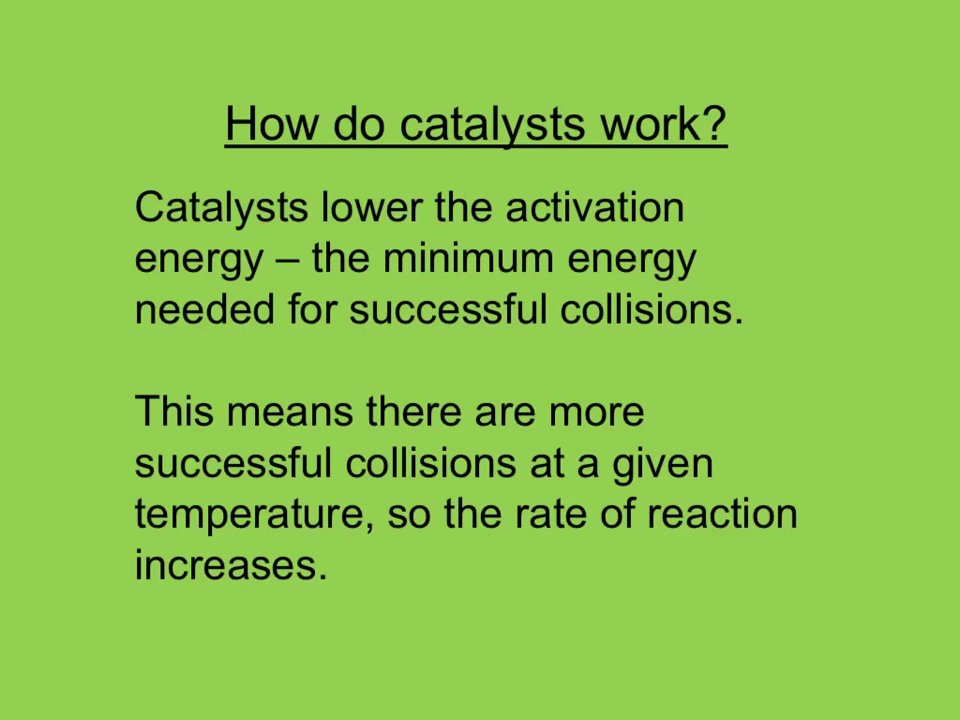 How do catalysts work?
Catalysts lower the activation
energy – the minimum energy
needed for successful collisions.
This means there are more
successful collisions at a given
temperature, so the rate of reaction
increases.